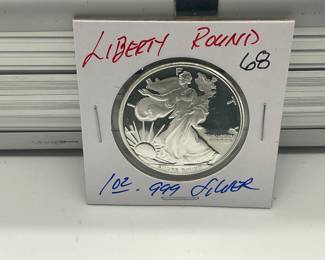 LIBERTY ROUND
68
1oz. .999 SILVER